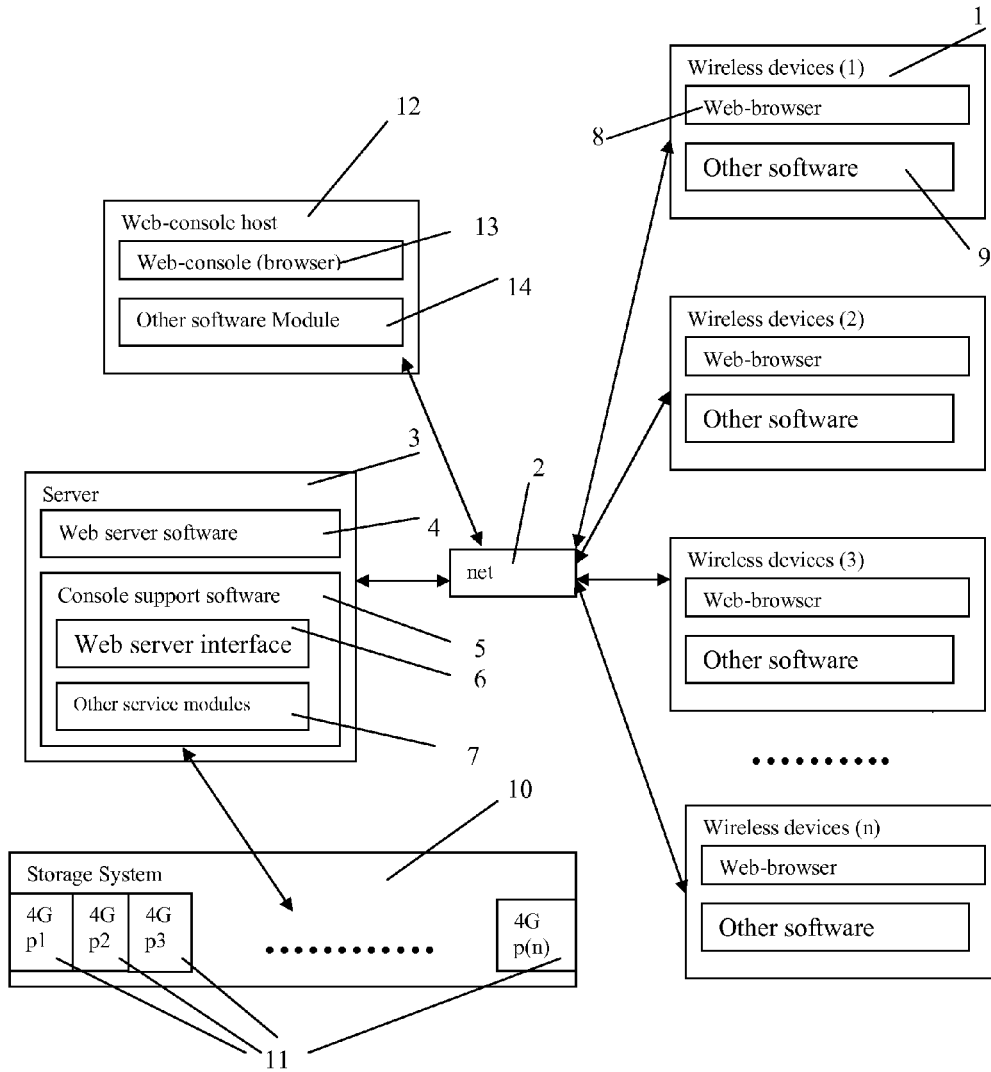 1
Wireless devices (1)
Web-browser
8
Other software
9
12
Web-console host
Web-console (browser)
13
Other software Module
14
Wireless devices (2)
Web-browser
Other software
3
Server
Web server software
4
Console support software
5
Web server interface
6
Other service modules
7
2
net
Wireless devices (3)
Web-browser
Other software
Wireless devices (n)
Web-browser
Other software
10
Storage System
4G
p1
4G
p2
4G
p3
4G
p(n)
11